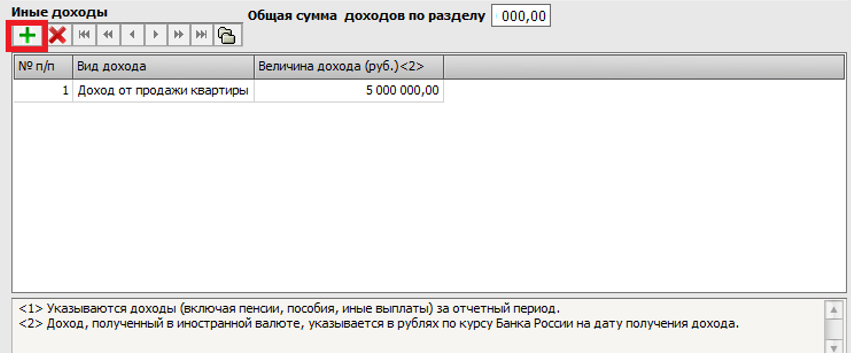 Иные доходы
Общая сумма доходов по разделу 000,00
№ п/п Вид дохода Величина дохода (руб.)<2>
1 Доход от продажи квартиры 5 000 000,00
<1> Указываются доходы (включая пенсии, пособия, иные выплаты) за отчетный период.
<2> Доход, полученный в иностранной валюте, указывается в рублях по курсу Банка России на дату получения дохода.